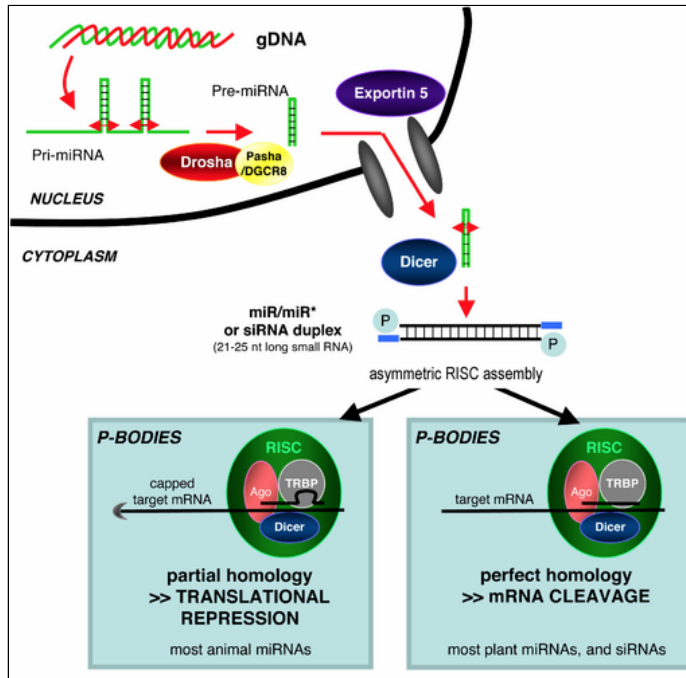 gDNA
Pre-miRNA
Exportin 5
Pri-miRNA
Drosha
Pasha
/DGCR8
NUCLEUS
CYTOPLASM
Dicer
miR/miR*
or siRNA duplex
(21-25 nt long small RNA)
P
P
asymmetric RISC assembly
P-BODIES
RISC
capped
target mRNA
Ago
TRBP
Dicer
partial homology
>> TRANSLATIONAL
REPRESSION
most animal miRNAs
P-BODIES
RISC
target mRNA
Ago
TRBP
Dicer
perfect homology
>> mRNA CLEAVAGE
most plant miRNAs, and siRNAs